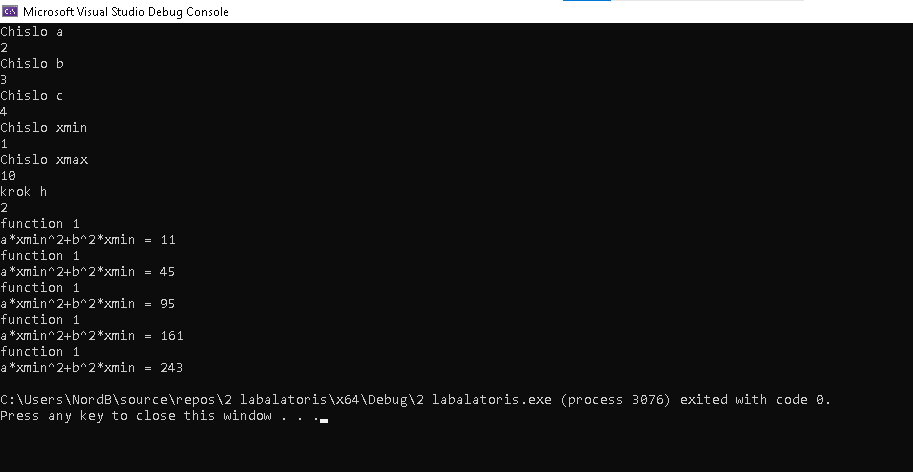 Microsoft Visual Studio Debug Console
Chislo a
2
Chislo b
3
Chislo c
4
Chislo xmin
1
Chislo xmax
10
krok h
2
function 1
a*xmin^2+b^2*xmin = 11
function 1
a*xmin^2+b^2*xmin = 45
function 1
a*xmin^2+b^2*xmin = 95
function 1
a*xmin^2+b^2*xmin = 161
function 1
a*xmin^2+b^2*xmin = 243
C:\Users\NordB\source\repos\2 labalatoris\x64\Debug\2 labalatoris.exe (process 3076) exited with code 0.
Press any key to close this window . . .